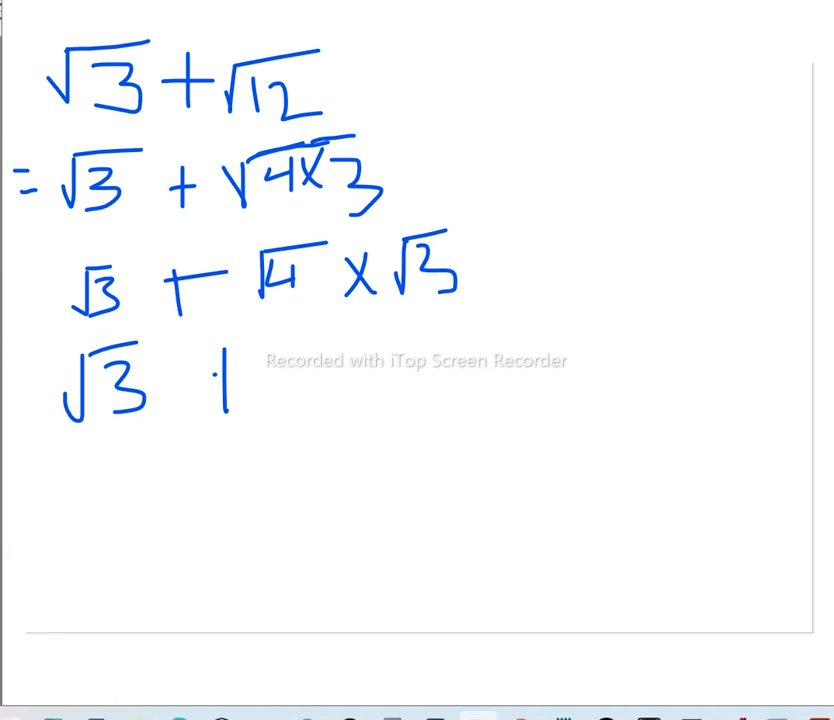 √3 + √12
= √3 + √4×3
√3 + √4 × √3
Recorded with iTop Screen Recorder
√3